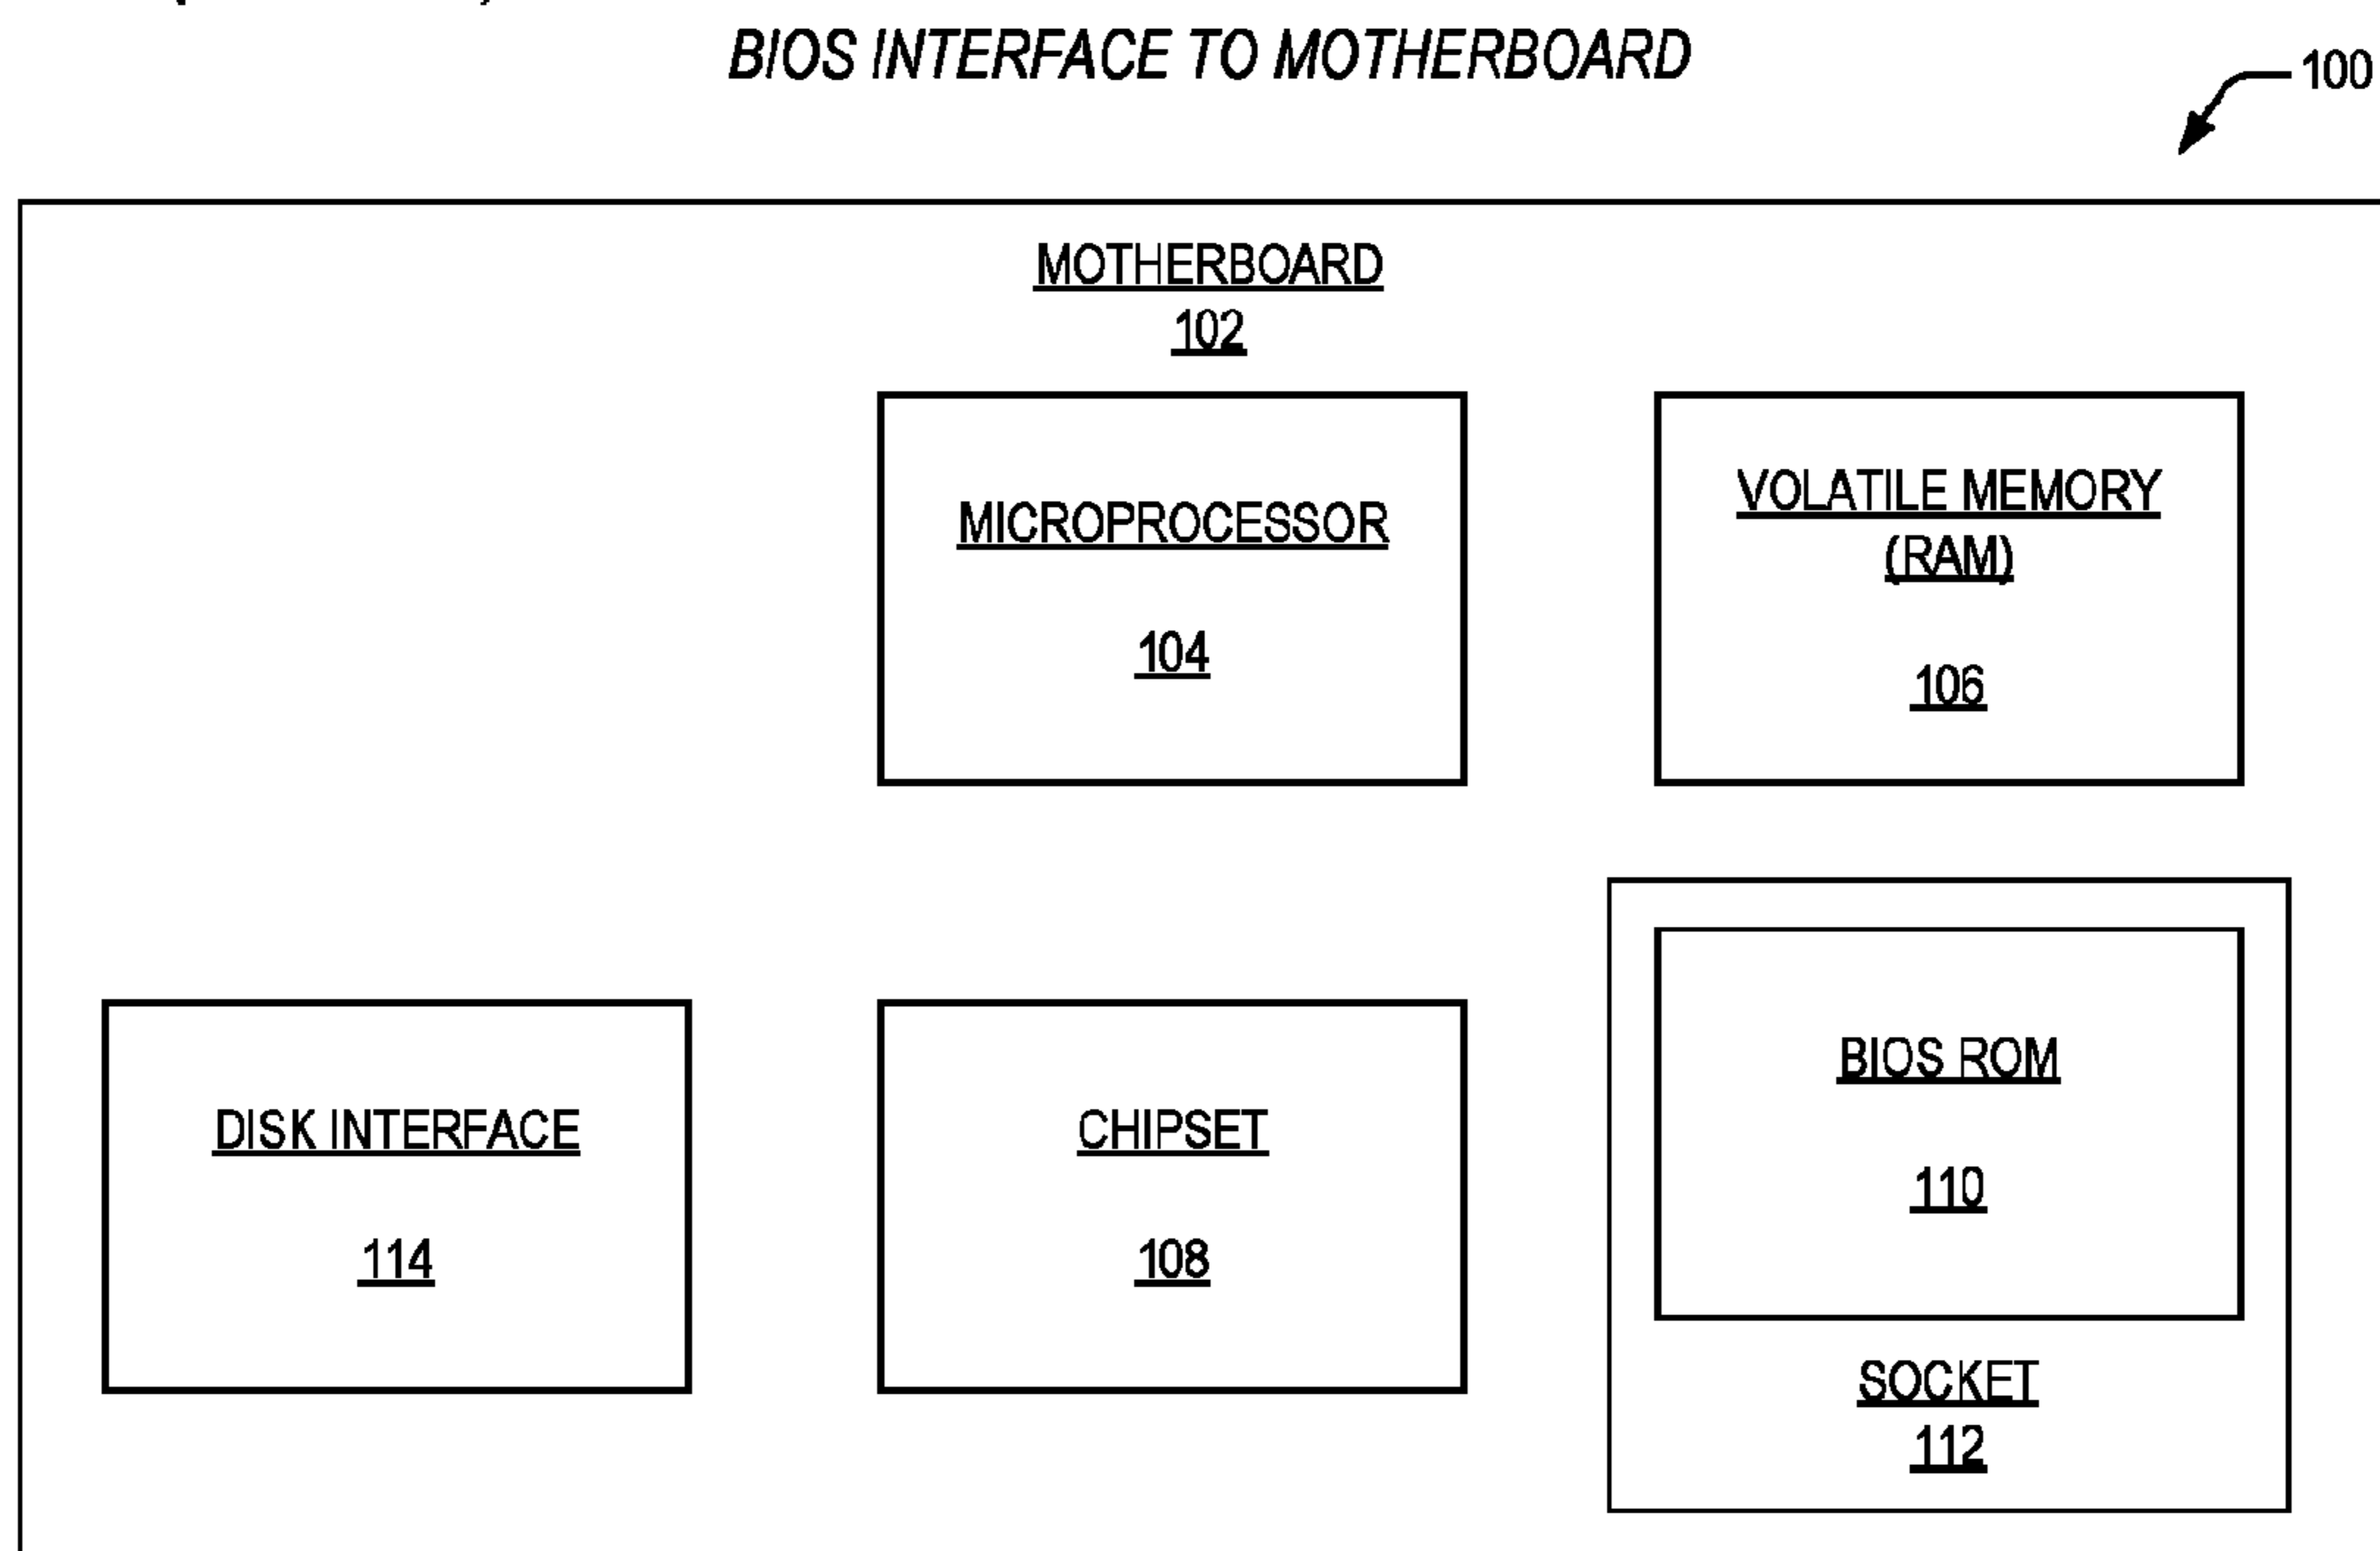 BIOS INTERFACE TO MOTHERBOARD
100
MOTHERBOARD
102
MICROPROCESSOR
104
VOLATILE MEMORY
(RAM)
106
DISK INTERFACE
114
CHIPSET
108
BIOS ROM
110
SOCKET
112